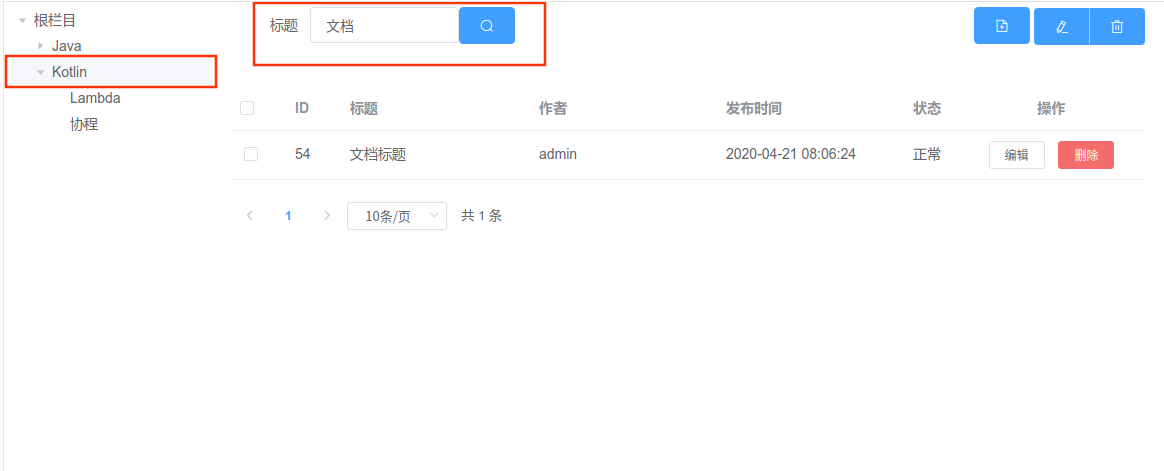 根栏目
Java
Kotlin
Lambda
协程
标题 文档
ID 标题 作者 发布时间 状态 操作
54 文档标题 admin 2020-04-21 08:06:24 正常 编辑 删除
1 10条/页 共 1 条